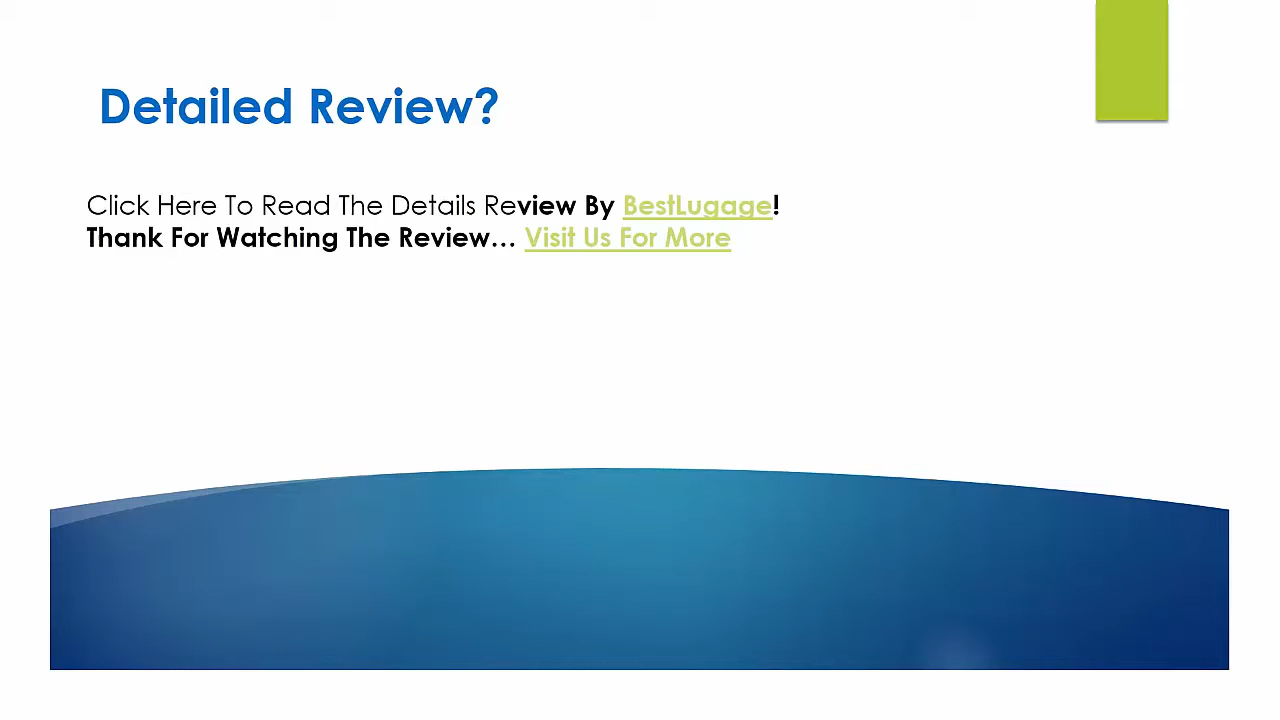 Detailed Review?
Click Here To Read The Details Review By BestLugage!
Thank For Watching The Review… Visit Us For More